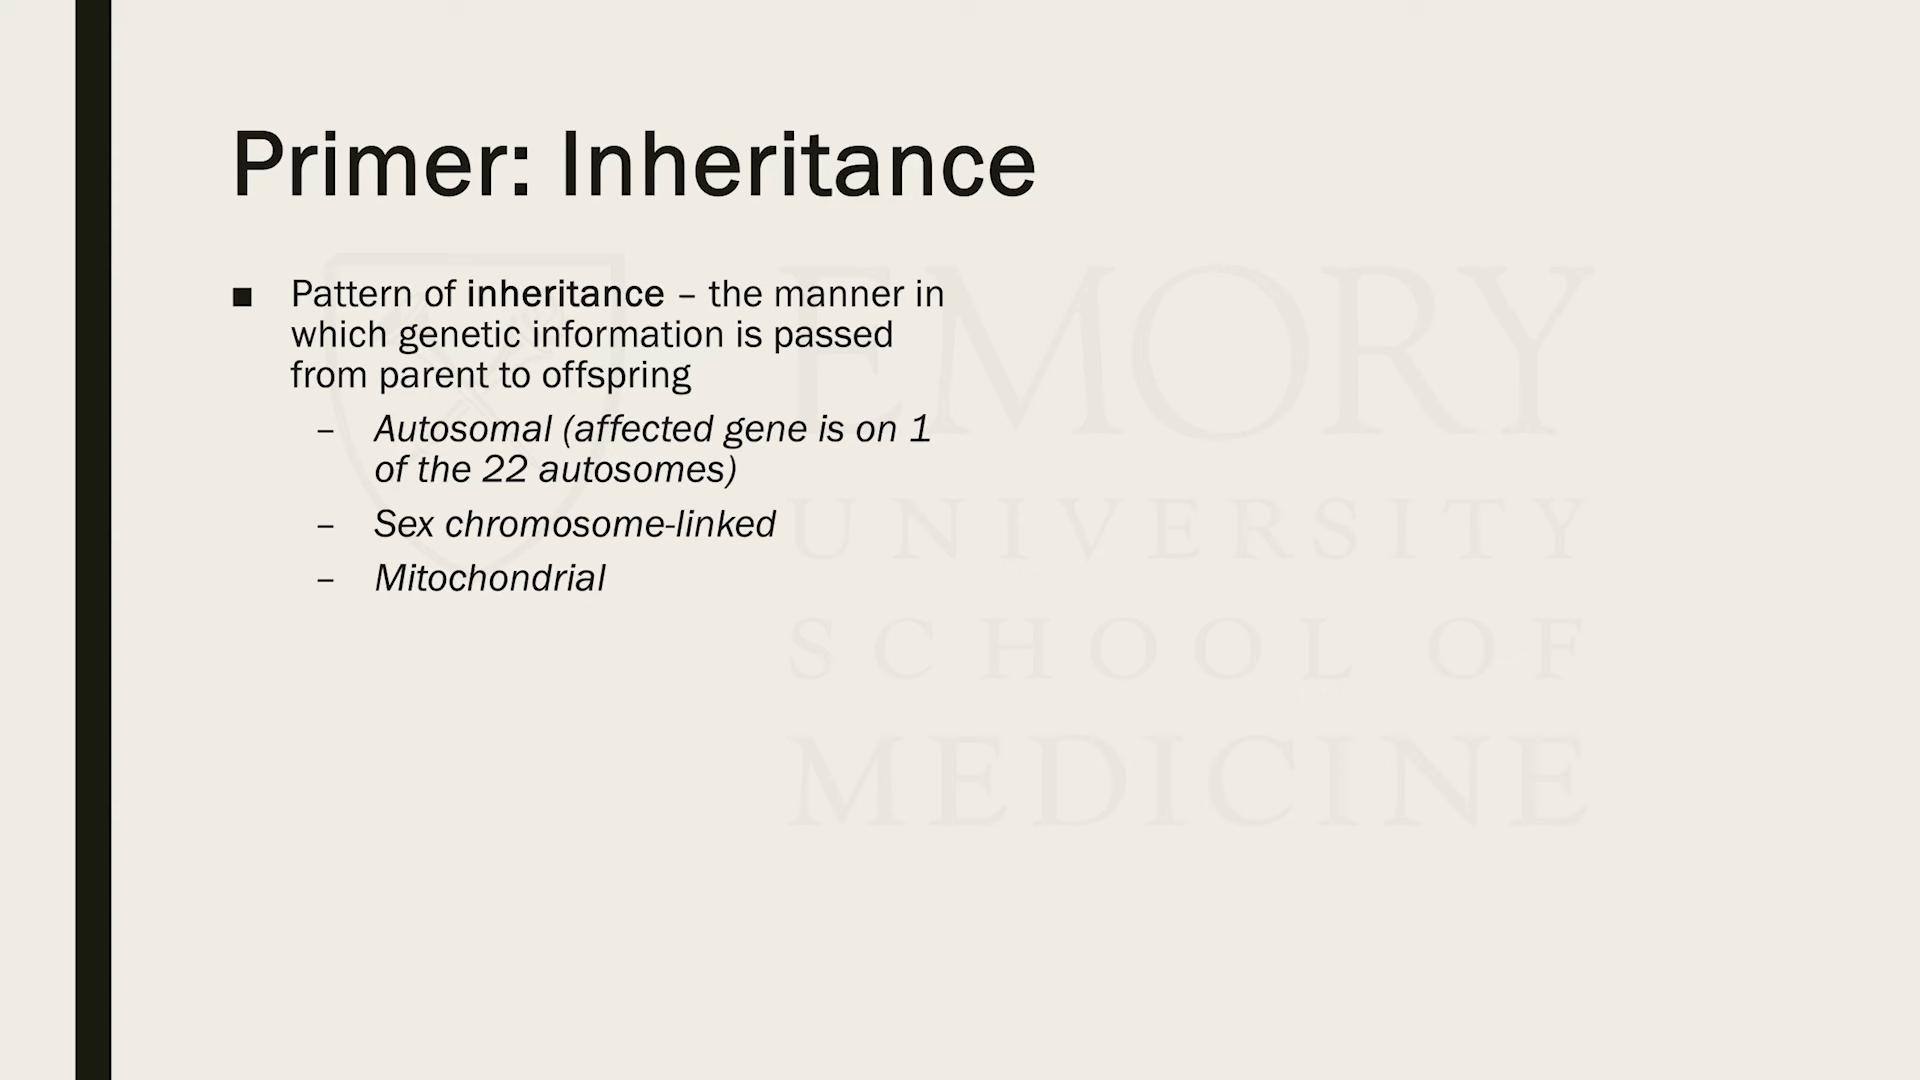 Primer: Inheritance
■ Pattern of inheritance – the manner in
which genetic information is passed
from parent to offspring
– Autosomal (affected gene is on 1
of the 22 autosomes)
– Sex chromosome-linked
– Mitochondrial
EMORY
UNIVERSITY
SCHOOL OF
MEDICINE